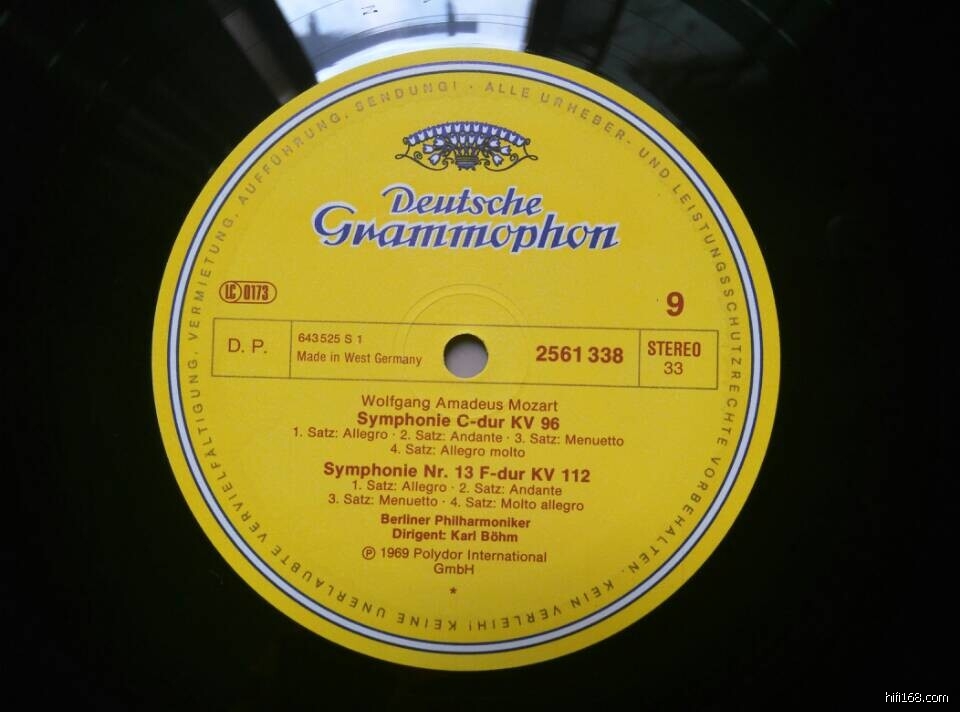 ALLE URHEBER- UND LEISTUNGSSCHUTZRECHTE VORBEHALTEN. KEIN VERLEIH! KEINE UNERLAUBTE VERVIELFÄLTIGUNG, VERMIETUNG, AUFFÜHRUNG, SENDUNG! ·
Deutsche
Grammophon
LC 0173
9
D. P.
643525 S 1
Made in West Germany
2561 338
STEREO
33
Wolfgang Amadeus Mozart
Symphonie C-dur KV 96
1. Satz: Allegro · 2. Satz: Andante · 3. Satz: Menuetto
4. Satz: Allegro molto
Symphonie Nr. 13 F-dur KV 112
1. Satz: Allegro · 2. Satz: Andante
3. Satz: Menuetto · 4. Satz: Molto allegro
Berliner Philharmoniker
Dirigent: Karl Böhm
℗ 1969 Polydor International
GmbH
*
hifi168.com